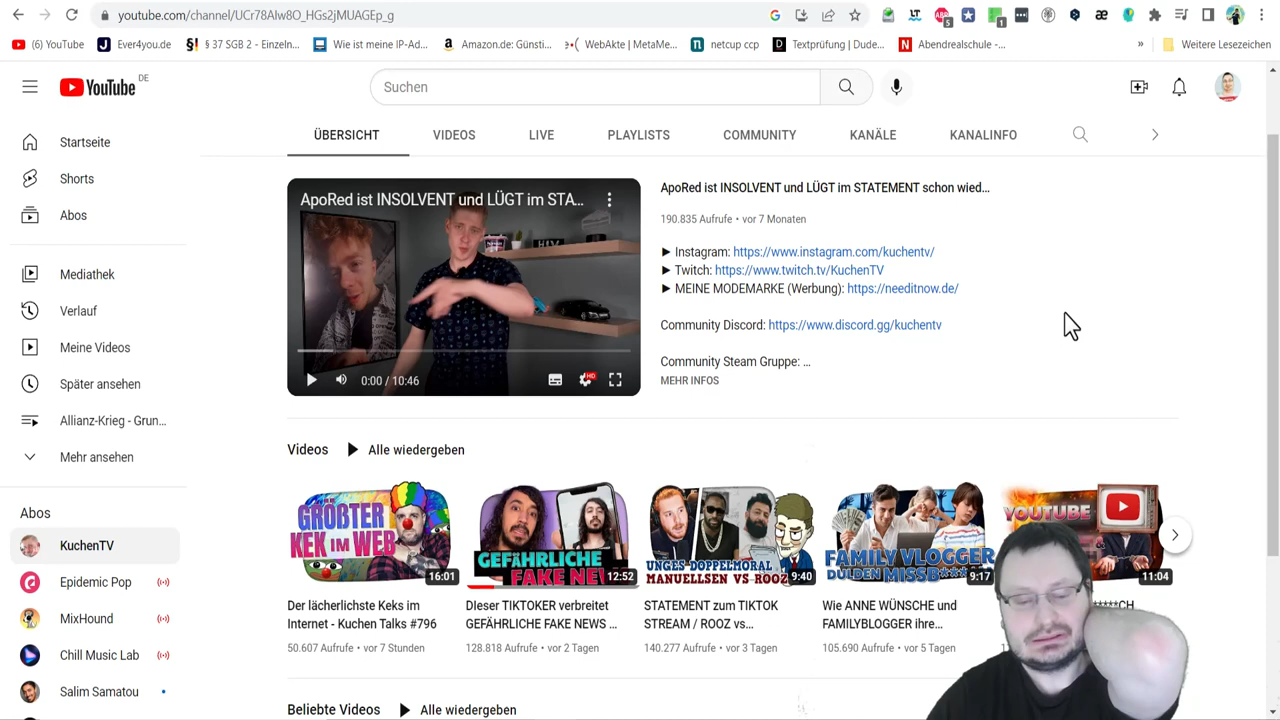 youtube.com/channel/UCr78AIw8O_HGs2jMUAGEp_g
(6) YouTube
Ever4you.de
§ 37 SGB 2 - Einzeln...
Wie ist meine IP-Ad...
Amazon.de: Günsti...
WebAkte | MetaMe...
netcup ccp
Textprüfung | Dude...
Abendrealschule -...
»
Weitere Lesezeichen
YouTube DE
Suchen
ÜBERSICHT
VIDEOS
LIVE
PLAYLISTS
COMMUNITY
KANÄLE
KANALINFO
Startseite
Shorts
Abos
Mediathek
Verlauf
Meine Videos
Später ansehen
Allianz-Krieg - Grun...
Mehr ansehen
Abos
KuchenTV
Epidemic Pop
MixHound
Chill Music Lab
Salim Samatou
ApoRed ist INSOLVENT und LÜGT im STA...
0:00 / 10:46
HD
ApoRed ist INSOLVENT und LÜGT im STATEMENT schon wied...
190.835 Aufrufe • vor 7 Monaten
► Instagram: https://www.instagram.com/kuchentv/
► Twitch: https://www.twitch.tv/KuchenTV
► MEINE MODEMARKE (Werbung): https://needitnow.de/
Community Discord: https://www.discord.gg/kuchentv
Community Steam Gruppe: ...
MEHR INFOS
Videos
Alle wiedergeben
GRÖßTER
KEK IM WEB
16:01
Der lächerlichste Keks im
Internet - Kuchen Talks #796
50.607 Aufrufe • vor 7 Stunden
GEFÄHRLICHE
FAKE NE
12:52
DIeser TIKTOKER verbreitet
GEFÄHRLICHE FAKE NEWS ...
128.818 Aufrufe • vor 2 Tagen
UNGES DOPPELMORAL
MANUELLSEN VS ROOZ
9:40
STATEMENT zum TIKTOK
STREAM / ROOZ vs...
140.277 Aufrufe • vor 3 Tagen
FAMILY VLOGGER
DULDEN MISSB****
9:17
Wie ANNE WÜNSCHE und
FAMILYBLOGGER ihre...
105.690 Aufrufe • vor 5 Tagen
YOUTUBE
11:04
Beliebte Videos
Alle wiedergeben